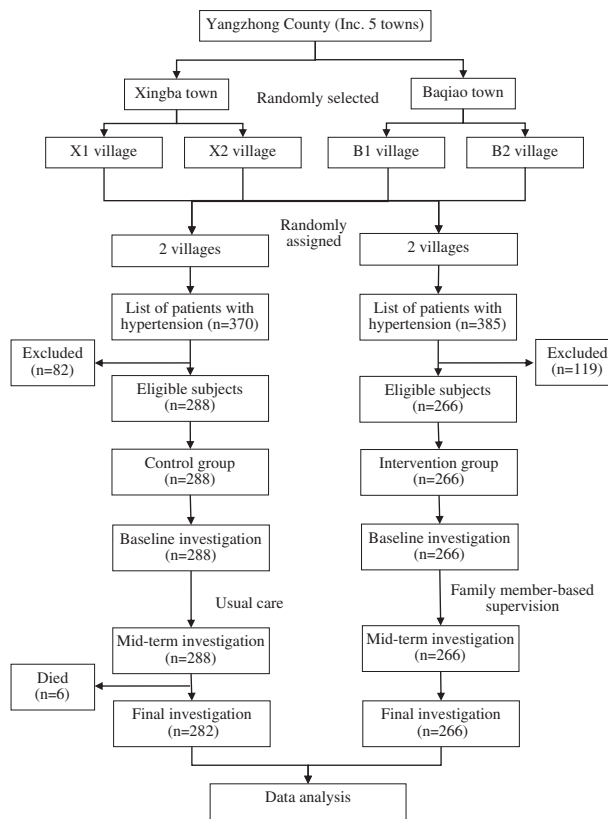 Yangzhong County (Inc. 5 towns)
Xingba town
Randomly selected
Baqiao town
X1 village
X2 village
B1 village
B2 village
Randomly
assigned
2 villages
2 villages
List of patients with
hypertension (n=370)
List of patients with
hypertension (n=385)
Excluded
(n=82)
Excluded
(n=119)
Eligible subjects
(n=288)
Eligible subjects
(n=266)
Control group
(n=288)
Intervention group
(n=266)
Baseline investigation
(n=288)
Baseline investigation
(n=266)
Usual care
Family member-based
supervision
Mid-term investigation
(n=288)
Mid-term investigation
(n=266)
Died
(n=6)
Final investigation
(n=282)
Final investigation
(n=266)
Data analysis